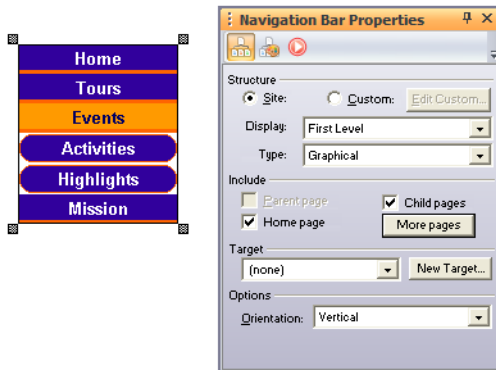 Home
Tours
Events
Activities
Highlights
Mission
Navigation Bar Properties
Structure
Site: Custom: Edit Custom...
Display: First Level
Type: Graphical
Include
Parent page Child pages
Home page More pages
Target
(none) New Target...
Options
Orientation: Vertical